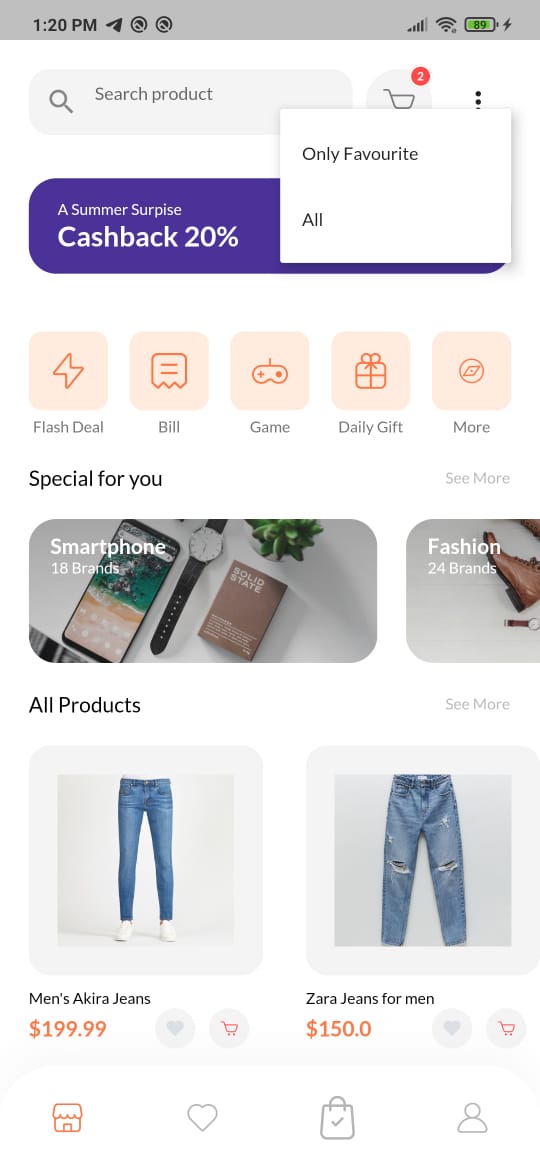 1:20 PM
89
Search product
2
Only Favourite
All
A Summer Surpise
Cashback 20%
Flash Deal
Bill
Game
Daily Gift
More
Special for you
See More
Smartphone
18 Brands
SOLID
STATE
Fashion
24 Brands
All Products
See More
Men's Akira Jeans
$199.99
Zara Jeans for men
$150.0